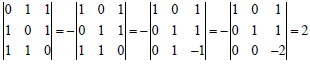 |0 1 1| = −|1 0 1| = −|1 0 1| = −|1 0 1| = 2
|1 0 1| |0 1 1| |0 1 1| |0 1 1|
|1 1 0| |1 1 0| |0 1 −1| |0 0 −2|